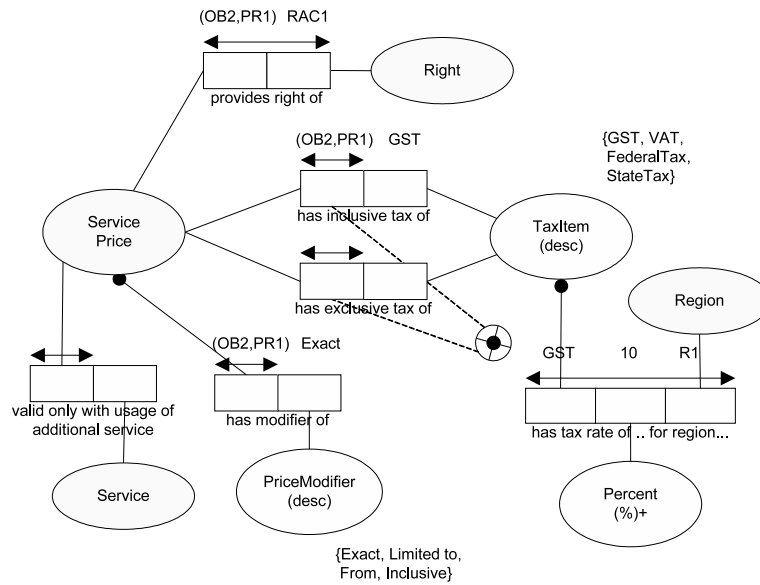 (OB2,PR1) RAC1
Right
provides right of
(OB2,PR1) GST
{GST, VAT,
FederalTax,
StateTax}
has inclusive tax of
Service
Price
TaxItem
(desc)
has exclusive tax of
Region
(OB2,PR1) Exact
GST 10 R1
valid only with usage of
additional service
has modifier of
has tax rate of .. for region...
Service
PriceModifier
(desc)
Percent
(%)+
{Exact, Limited to,
From, Inclusive}